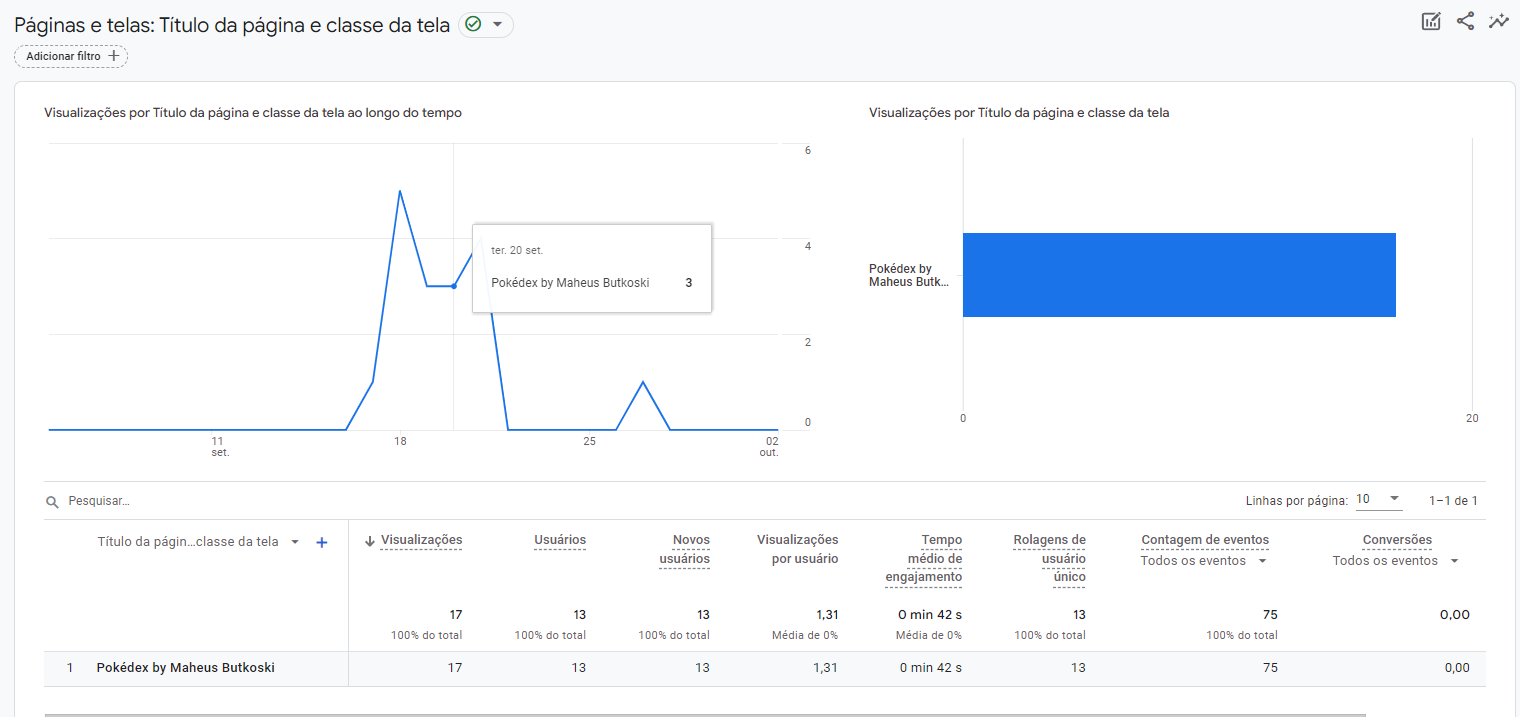 Páginas e telas: Título da página e classe da tela
Adicionar filtro
Visualizações por Título da página e classe da tela ao longo do tempo
6
4
2
0
11
set.
18
25
02
out.
ter. 20 set.
Pokédex by Maheus Butkoski 3
Visualizações por Título da página e classe da tela
Pokédex by
Maheus Butk...
0
20
Pesquisar...
Linhas por página: 10
1–1 de 1
Título da págin...classe da tela
Visualizações
Usuários
Novos
usuários
Visualizações
por usuário
Tempo
médio de
engajamento
Rolagens de
usuário
único
Contagem de eventos
Todos os eventos
Conversões
Todos os eventos
17 13 13 1,31 0 min 42 s 13 75 0,00
100% do total 100% do total 100% do total Média de 0% Média de 0% 100% do total 100% do total
1 Pokédex by Maheus Butkoski 17 13 13 1,31 0 min 42 s 13 75 0,00